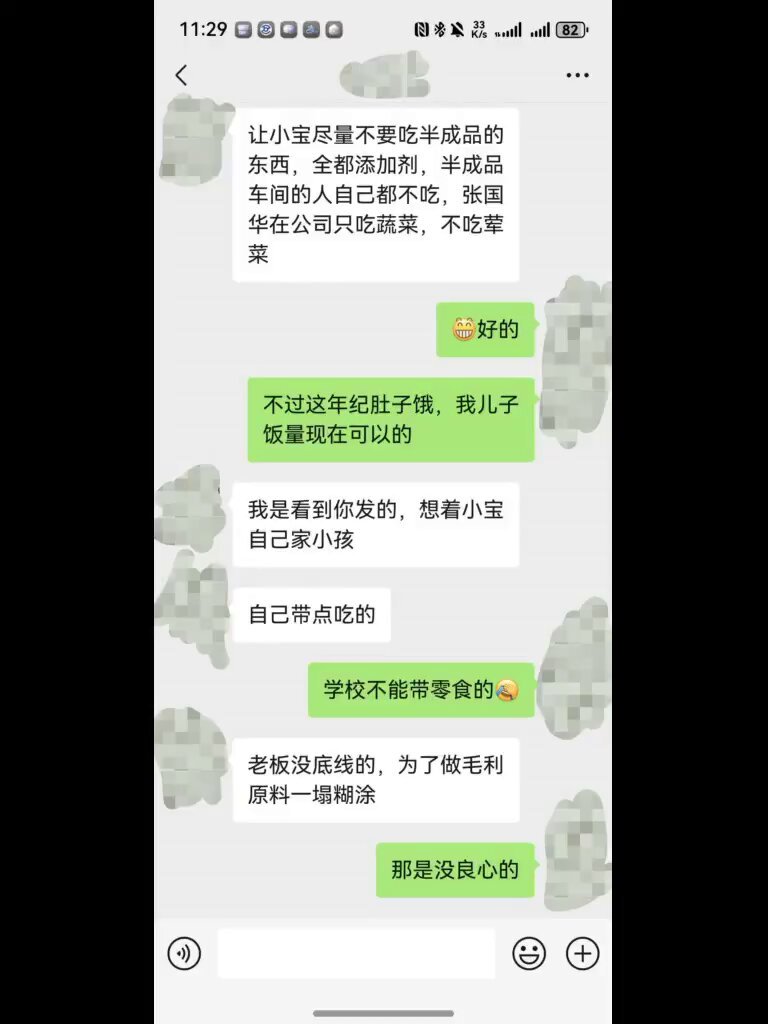 11:29
33
K/s
82
让小宝尽量不要吃半成品的
东西，全都添加剂，半成品
车间的人自己都不吃，张国
华在公司只吃蔬菜，不吃荤
菜
😁好的
不过这年纪肚子饿，我儿子
饭量现在可以的
我是看到你发的，想着小宝
自己家小孩
自己带点吃的
学校不能带零食的🤦
老板没底线的，为了做毛利
原料一塌糊涂
那是没良心的